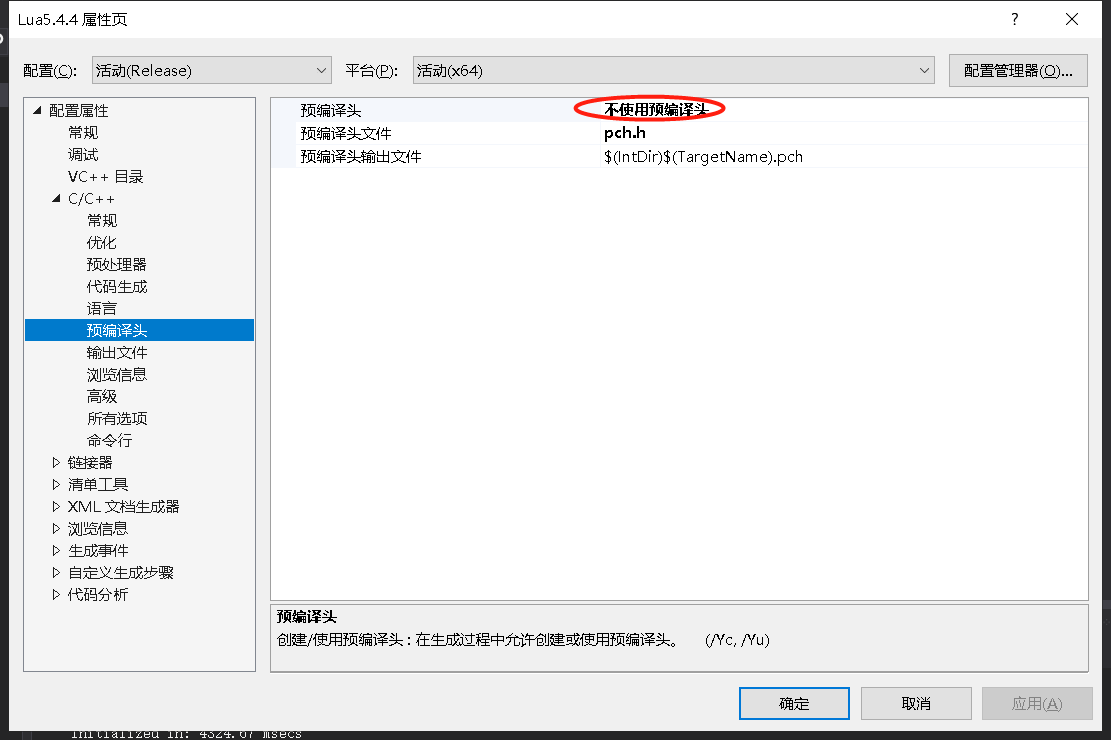 Lua5.4.4 属性页
?
配置(C): 活动(Release) 平台(P): 活动(x64) 配置管理器(O)...
配置属性
常规
调试
VC++ 目录
C/C++
常规
优化
预处理器
代码生成
语言
预编译头
输出文件
浏览信息
高级
所有选项
命令行
链接器
清单工具
XML 文档生成器
浏览信息
生成事件
自定义生成步骤
代码分析
预编译头 不使用预编译头
预编译头文件 pch.h
预编译头输出文件 $(IntDir)$(TargetName).pch
预编译头
创建/使用预编译头 : 在生成过程中允许创建或使用预编译头。 (/Yc, /Yu)
确定 取消 应用(A)
Initialized in: 4324.67 msecs